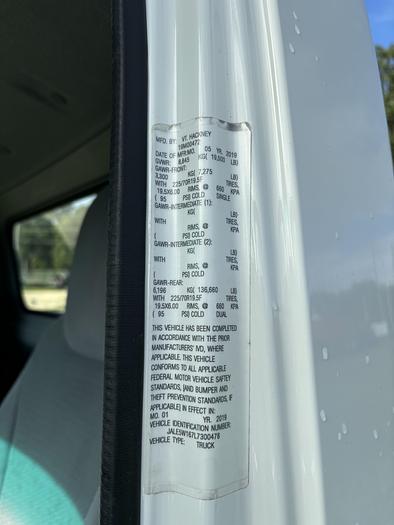 MFD. BY: VT. HACKNEY
19M00472
DATE OF MFR:MO. 05 YR. 2019
GVWR: 8,845 KG( 19,500 LB)
GAWR-FRONT:
3,300 KG( 7,275 LB)
WITH 225/70R19.5F TIRES,
19.5X6.00 RIMS, @ 660 KPA
( 95 PSI) COLD SINGLE
GAWR-INTERMEDIATE (1):
KG( LB)
WITH TIRES,
RIMS, @ KPA
( PSI) COLD
GAWR-INTERMEDIATE (2):
KG( LB)
WITH TIRES,
RIMS, @ KPA
( PSI) COLD
GAWR-REAR:
6,196 KG( 136,660 LB)
WITH 225/70R19.5F TIRES,
19.5X6.00 RIMS, @ 660 KPA
( 95 PSI) COLD DUAL
THIS VEHICLE HAS BEEN COMPLETED
IN ACCORDANCE WITH THE PRIOR
MANUFACTURERS' IVD, WHERE
APPLICABLE. THIS VEHICLE
CONFORMS TO ALL APPLICABLE
FEDERAL MOTOR VEHICLE SAFTEY
STANDARDS, [AND BUMPER AND
THEFT PREVENTION STANDARDS, IF
APPLICABLE] IN EFFECT IN:
MO. 01 YR. 2019
VEHICLE IDENTIFICATION NUMBER:
JALE5W167L7300478
VEHICLE TYPE: TRUCK